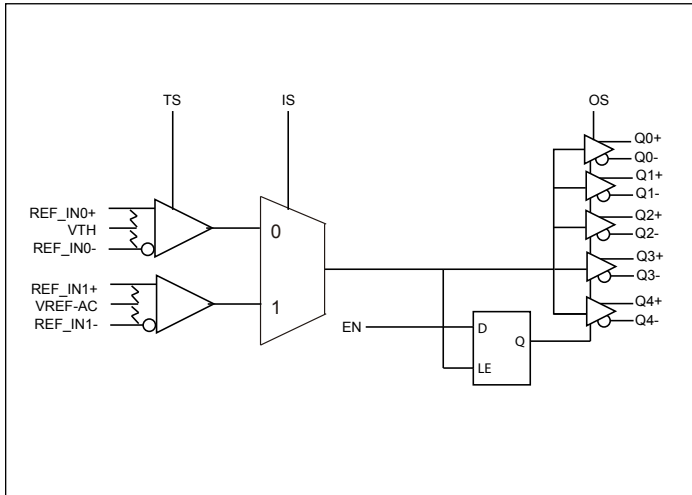 TS IS OS
Q0+
Q0-
Q1+
Q1-
Q2+
Q2-
Q3+
Q3-
Q4+
Q4-
REF_IN0+
VTH
REF_IN0-
0
REF_IN1+
VREF-AC
REF_IN1-
1
EN
D
Q
LE